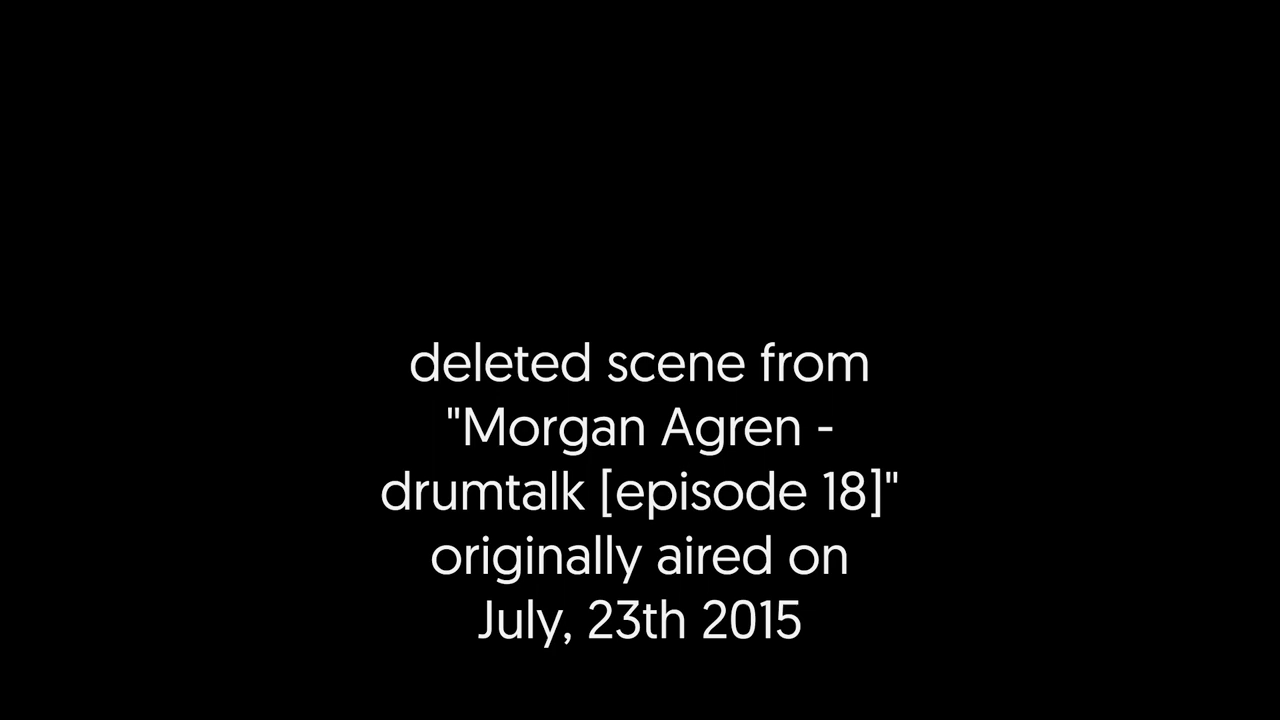 deleted scene from
"Morgan Agren -
drumtalk [episode 18]"
originally aired on
July, 23th 2015